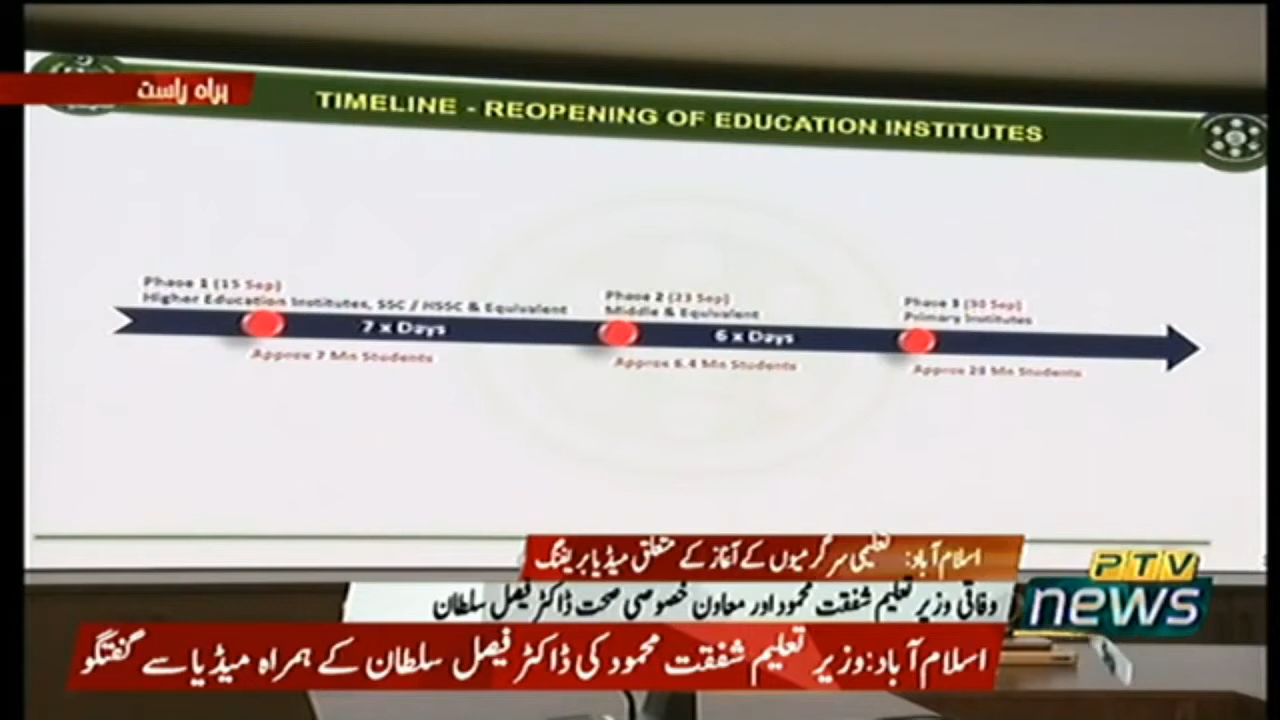 براہ راست
TIMELINE - REOPENING OF EDUCATION INSTITUTES
Phase 1 (15 Sep)
Higher Education Institutes, SSC / HSSC & Equivalent
Phase 2 (23 Sep)
Middle & Equivalent
Phase 3 (30 Sep)
Primary Institutes
7 x Days
6 x Days
Approx 7 Mn Students
Approx 6.4 Mn Students
Approx 28 Mn Students
اسلام آباد: تعلیمی سرگرمیوں کے آغاز کے متعلق میڈیا بریفنگ
وفاقی وزیر تعلیم شفقت محمود اور معاون خصوصی صحت ڈاکٹر فیصل سلطان
اسلام آباد: وزیر تعلیم شفقت محمود کی ڈاکٹر فیصل سلطان کے ہمراہ میڈیا سے گفتگو
PTV
news